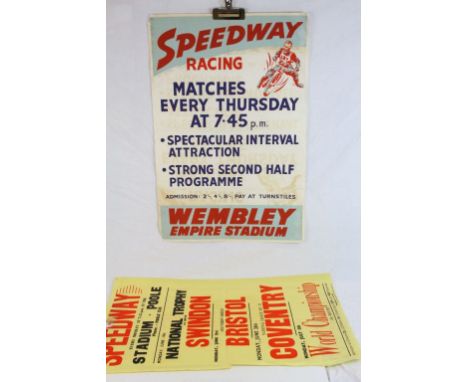 SPEEDWAY
RACING
MATCHES
EVERY THURSDAY
AT 7·45 p.m.
• SPECTACULAR INTERVAL
ATTRACTION
• STRONG SECOND HALF
PROGRAMME
ADMISSION: 2'-, 4'-, 8'- PAY AT TURNSTILES
WEMBLEY
EMPIRE STADIUM
SPEEDWAY
STADIUM · POOLE
NATIONAL TROPHY
SWINDON
BRISTOL
COVENTRY
World Championship